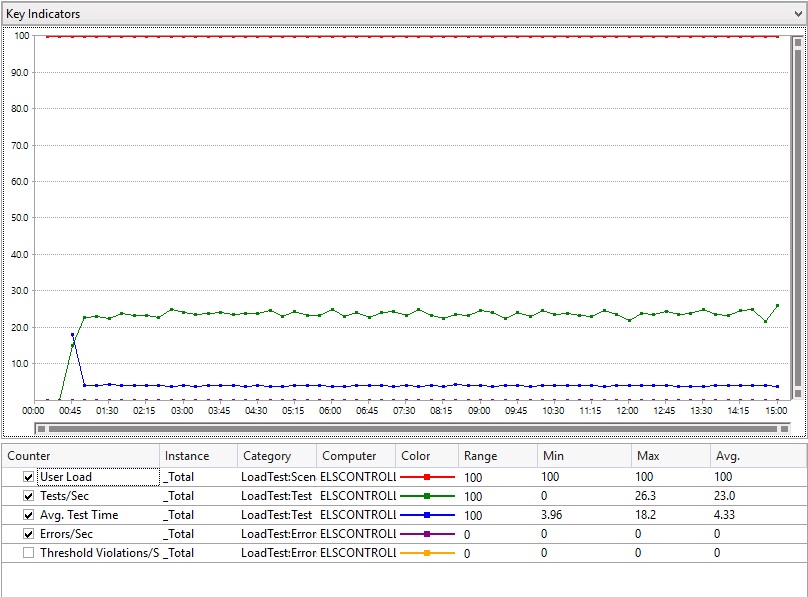 Key Indicators
100
90.0
80.0
70.0
60.0
50.0
40.0
30.0
20.0
10.0
00:00 00:45 01:30 02:15 03:00 03:45 04:30 05:15 06:00 06:45 07:30 08:15 09:00 09:45 10:30 11:15 12:00 12:45 13:30 14:15 15:00
Counter Instance Category Computer Color Range Min Max Avg.
User Load _Total LoadTest:Scen ELSCONTROLL 100 100 100 100
Tests/Sec _Total LoadTest:Test ELSCONTROLL 100 0 26.3 23.0
Avg. Test Time _Total LoadTest:Test ELSCONTROLL 100 3.96 18.2 4.33
Errors/Sec _Total LoadTest:Error ELSCONTROLL 0 0 0 0
Threshold Violations/S _Total LoadTest:Error ELSCONTROLL 0 0 0 0